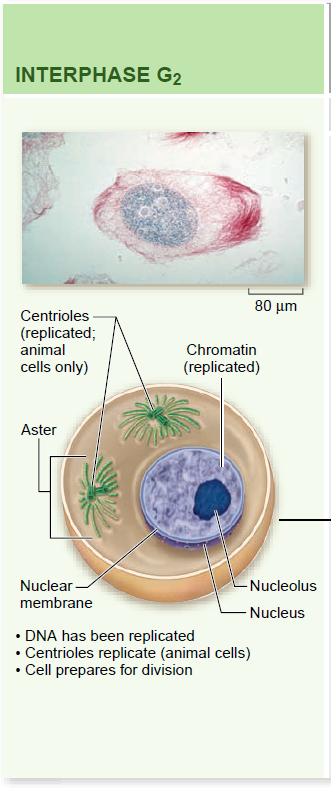 INTERPHASE G2
80 μm
Centrioles
(replicated;
animal
cells only)
Chromatin
(replicated)
Aster
Nuclear
membrane
Nucleolus
Nucleus
• DNA has been replicated
• Centrioles replicate (animal cells)
• Cell prepares for division